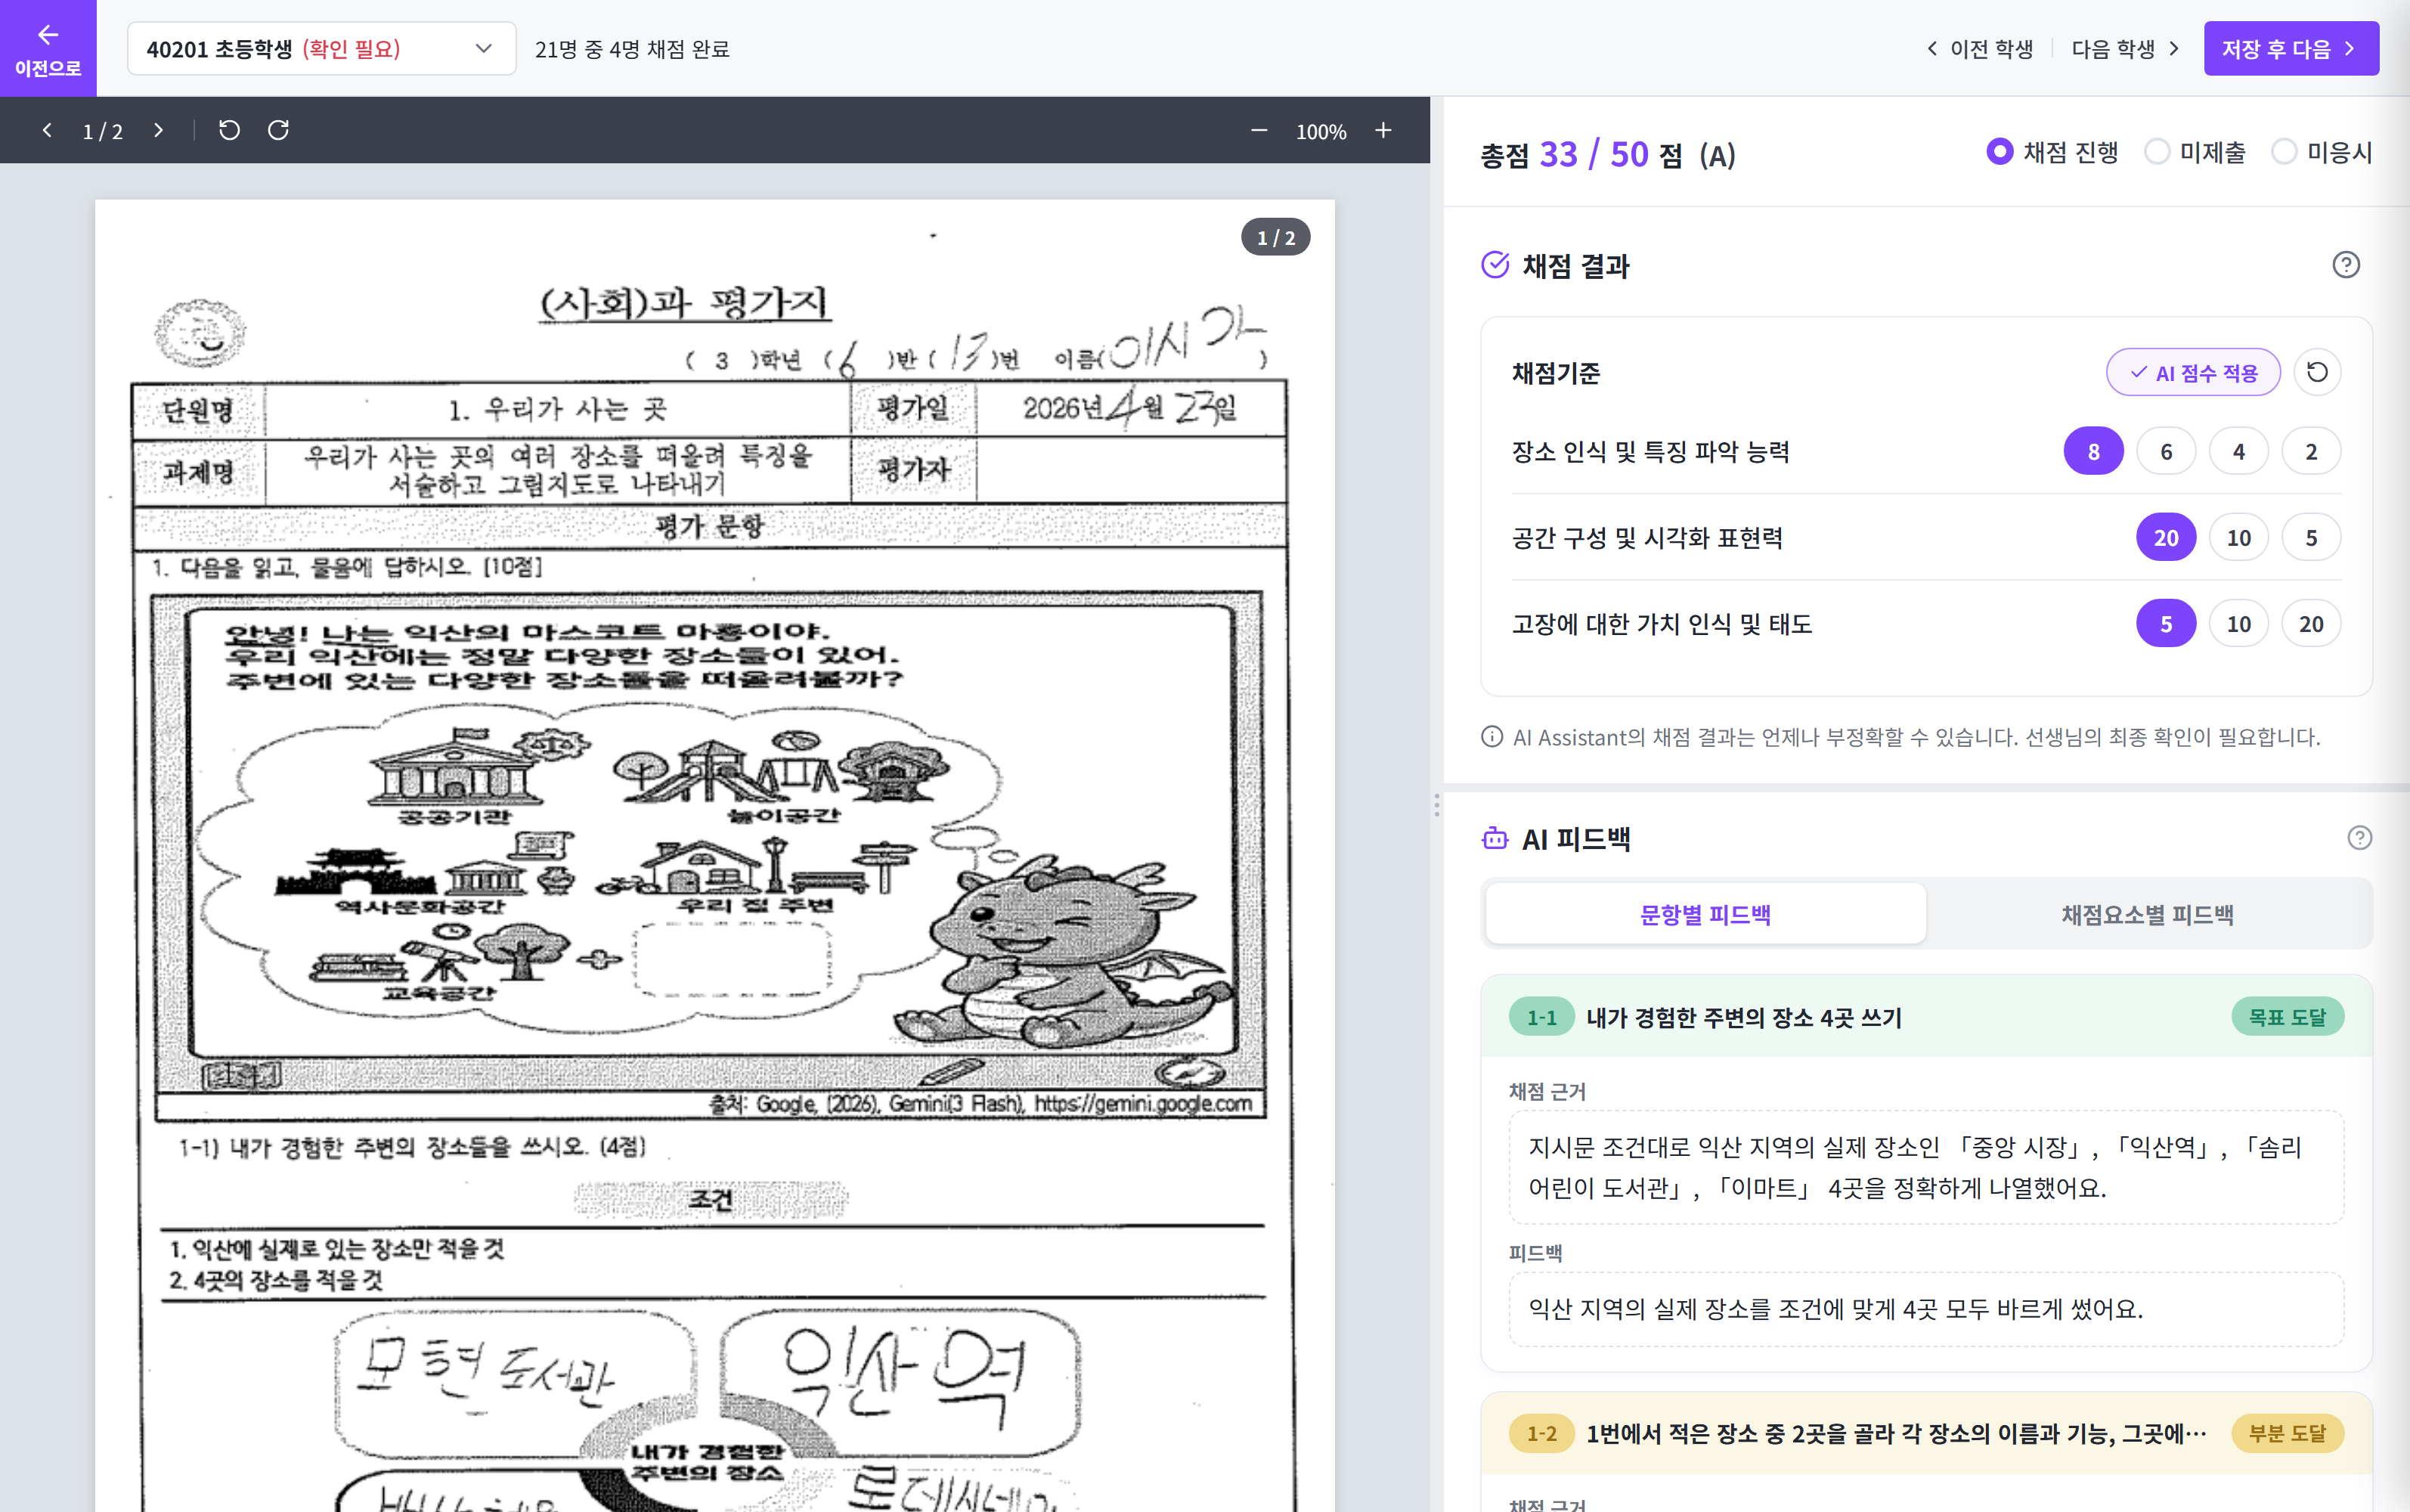 이전으로
40201 초등학생 (확인 필요)
21명 중 4명 채점 완료
이전 학생
다음 학생
저장 후 다음
1 / 2
100%
총점 33 / 50 점 (A)
채점 진행
미제출
미응시
1 / 2
(사회)과 평가지
( 3 )학년 ( 6 )반 ( 13 )번 이름( )
단원명
1. 우리가 사는 곳
평가일
2026년 4월 23일
과제명
우리가 사는 곳의 여러 장소를 떠올려 특징을
서술하고 그림지도로 나타내기
평가자
평가 문항
1. 다음을 읽고, 물음에 답하시오. [10점]
안녕! 나는 익산의 마스코트 마룡이야.
우리 익산에는 정말 다양한 장소들이 있어.
주변에 있는 다양한 장소들을 떠올려볼까?
공공기관
놀이공간
역사문화공간
우리 집 주변
교육공간
출처: Google, (2026), Gemini(3 Flash), https://gemini.google.com
1-1) 내가 경험한 주변의 장소들을 쓰시오. (4점)
조건
1. 익산에 실제로 있는 장소만 적을 것
2. 4곳의 장소를 적을 것
모현 도서관
익산역
내가 경험한
주변의 장소
채점 결과
채점기준
AI 점수 적용
장소 인식 및 특징 파악 능력
8
6
4
2
공간 구성 및 시각화 표현력
20
10
5
고장에 대한 가치 인식 및 태도
5
10
20
AI Assistant의 채점 결과는 언제나 부정확할 수 있습니다. 선생님의 최종 확인이 필요합니다.
AI 피드백
문항별 피드백
채점요소별 피드백
1-1
내가 경험한 주변의 장소 4곳 쓰기
목표 도달
채점 근거
지시문 조건대로 익산 지역의 실제 장소인 「중앙 시장」, 「익산역」, 「솜리
어린이 도서관」, 「이마트」 4곳을 정확하게 나열했어요.
피드백
익산 지역의 실제 장소를 조건에 맞게 4곳 모두 바르게 썼어요.
1-2
1번에서 적은 장소 중 2곳을 골라 각 장소의 이름과 기능, 그곳에…
부분 도달
채점 근거